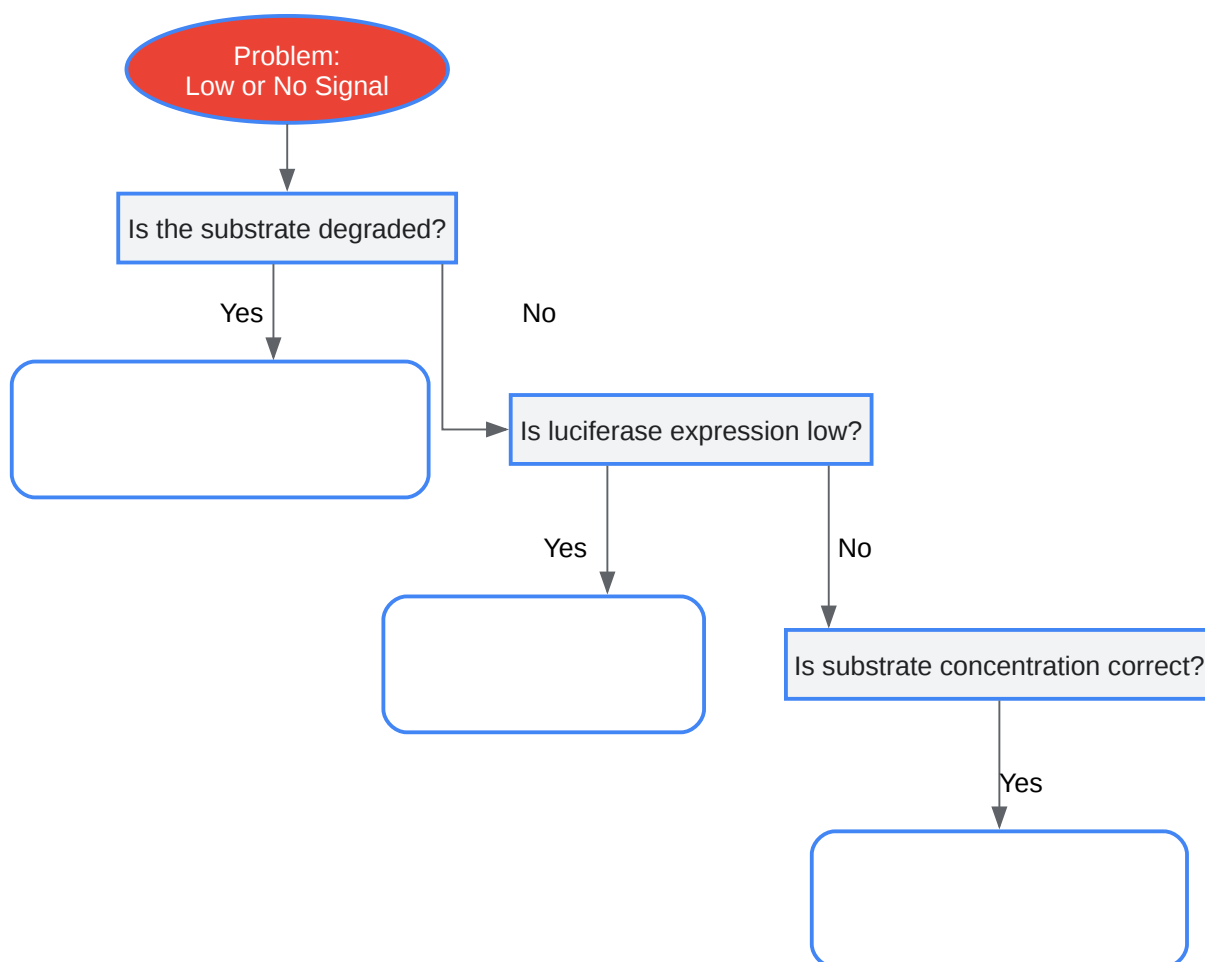 Problem:
Low or No Signal
Is the substrate degraded?
Yes
No
Is luciferase expression low?
Yes
No
Is substrate concentration correct?
Yes